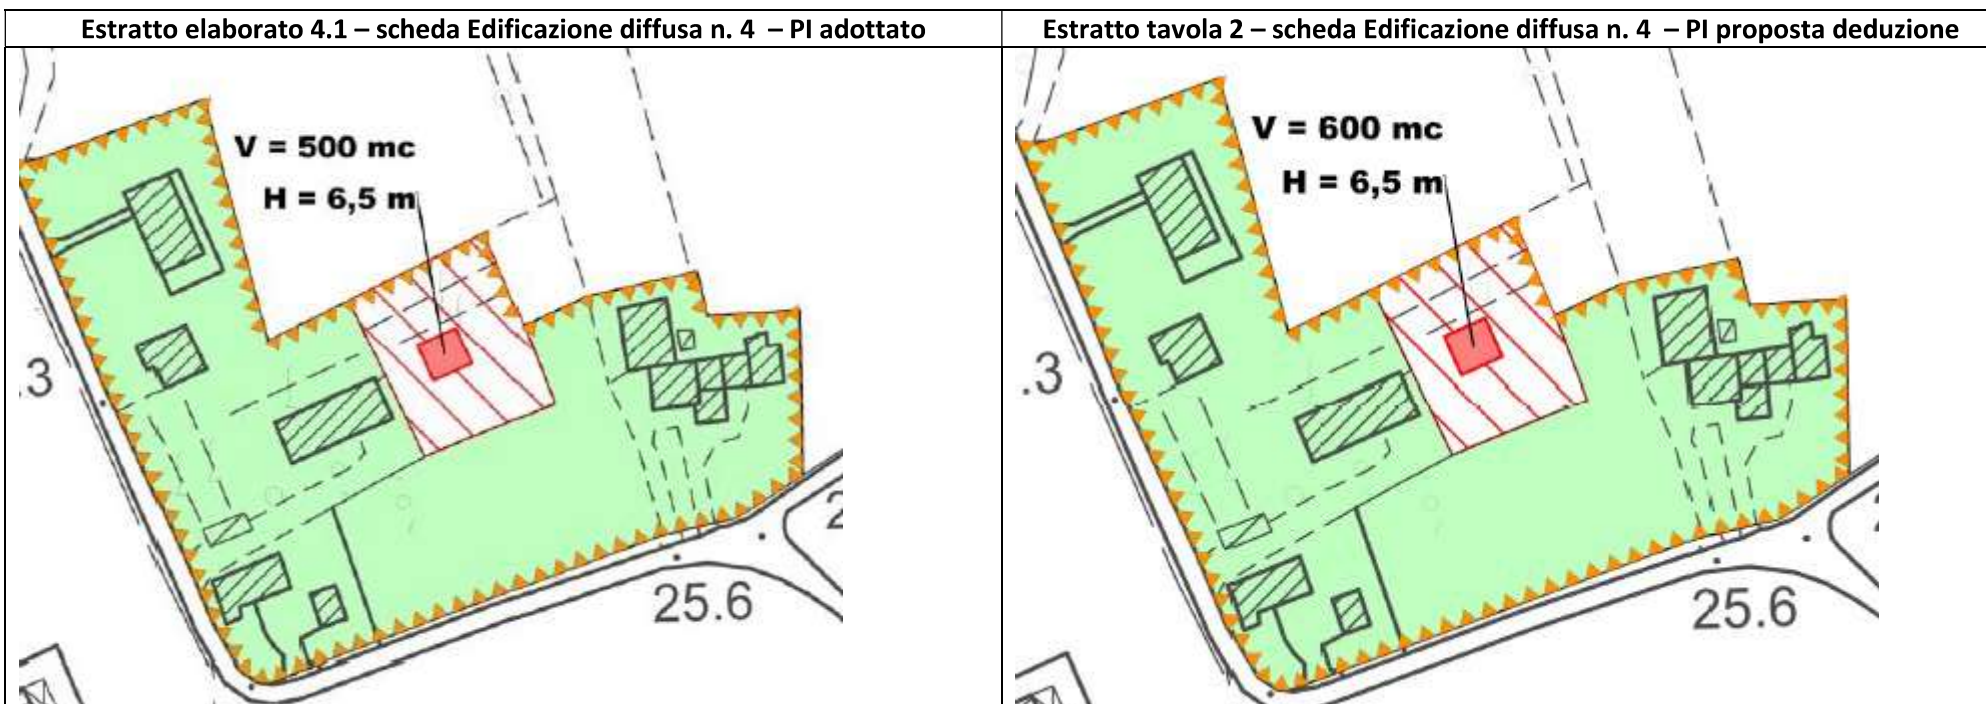 Estratto elaborato 4.1 – scheda Edificazione diffusa n. 4 – PI adottato
Estratto tavola 2 – scheda Edificazione diffusa n. 4 – PI proposta deduzione
V = 500 mc
H = 6,5 m
.3
25.6
2
V = 600 mc
H = 6,5 m
.3
25.6